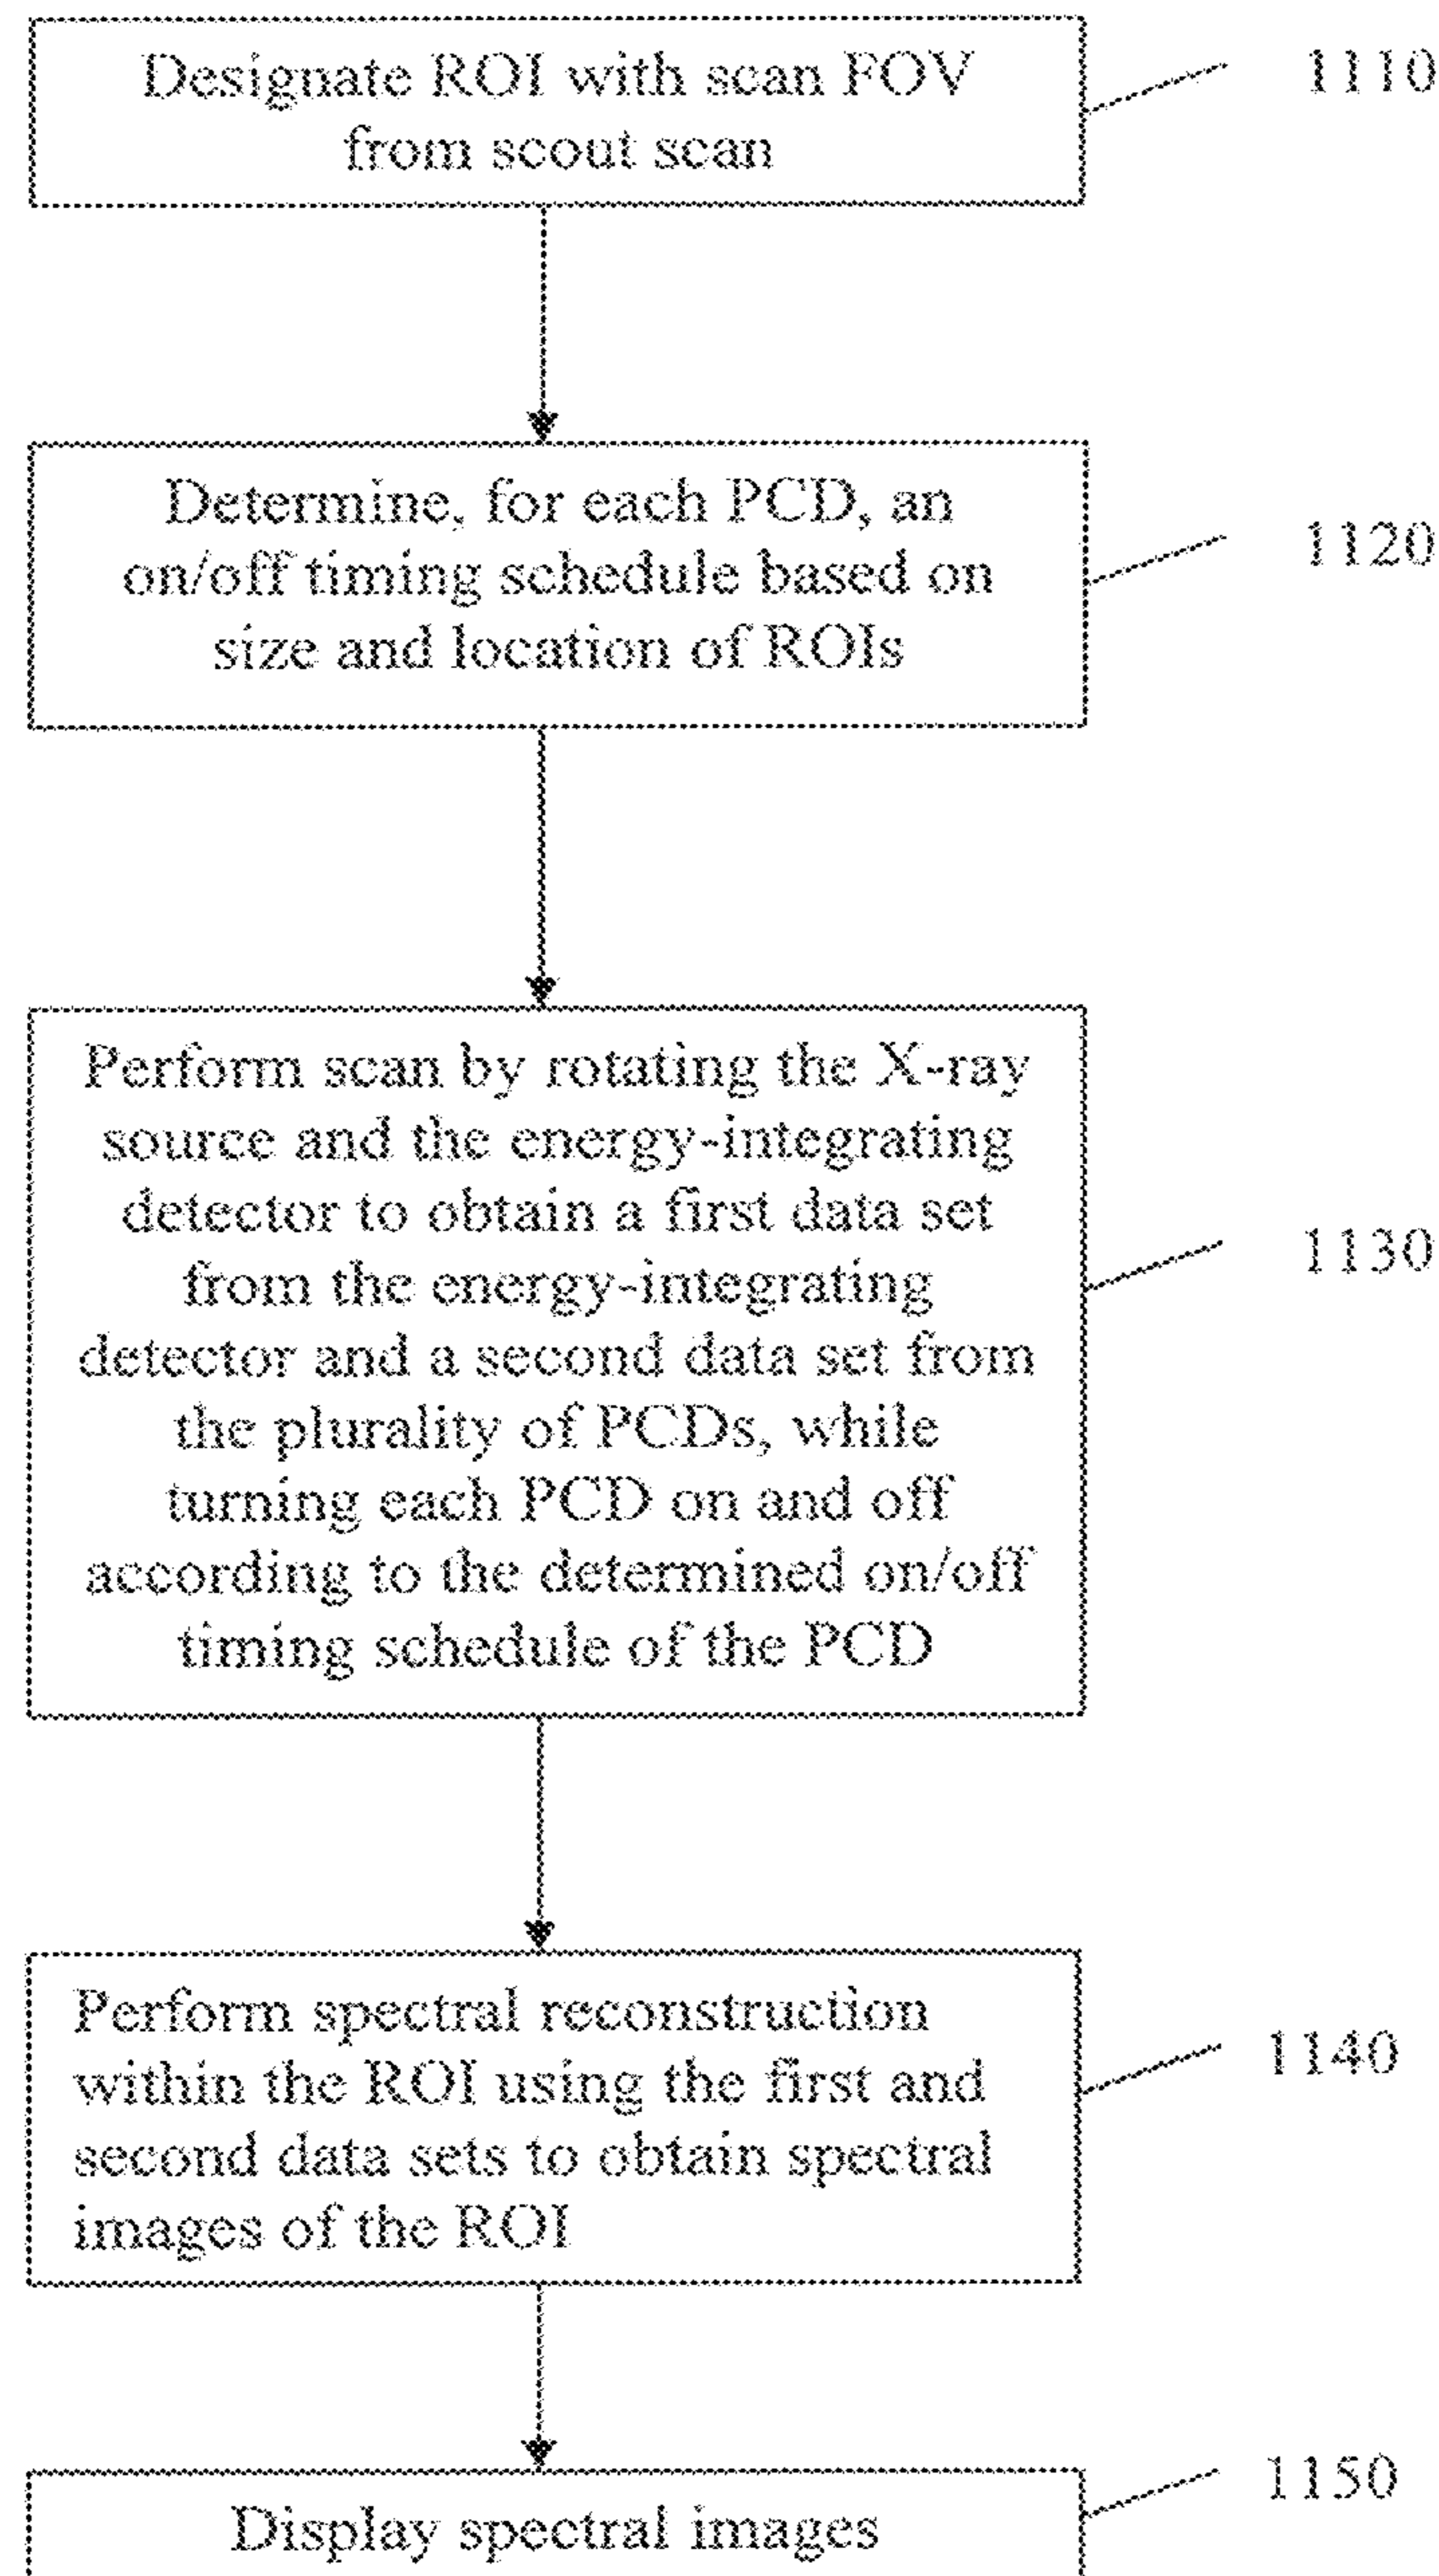 Designate ROI with scan FOV
from scout scan
1110
Determine, for each PCD, an
on/off timing schedule based on
size and location of ROIs
1120
Perform scan by rotating the X-ray
source and the energy-integrating
detector to obtain a first data set
from the energy-integrating
detector and a second data set from
the plurality of PCDs, while
turning each PCD on and off
according to the determined on/off
timing schedule of the PCD
1130
Perform spectral reconstruction
within the ROI using the first and
second data sets to obtain spectral
images of the ROI
1140
Display spectral images
1150